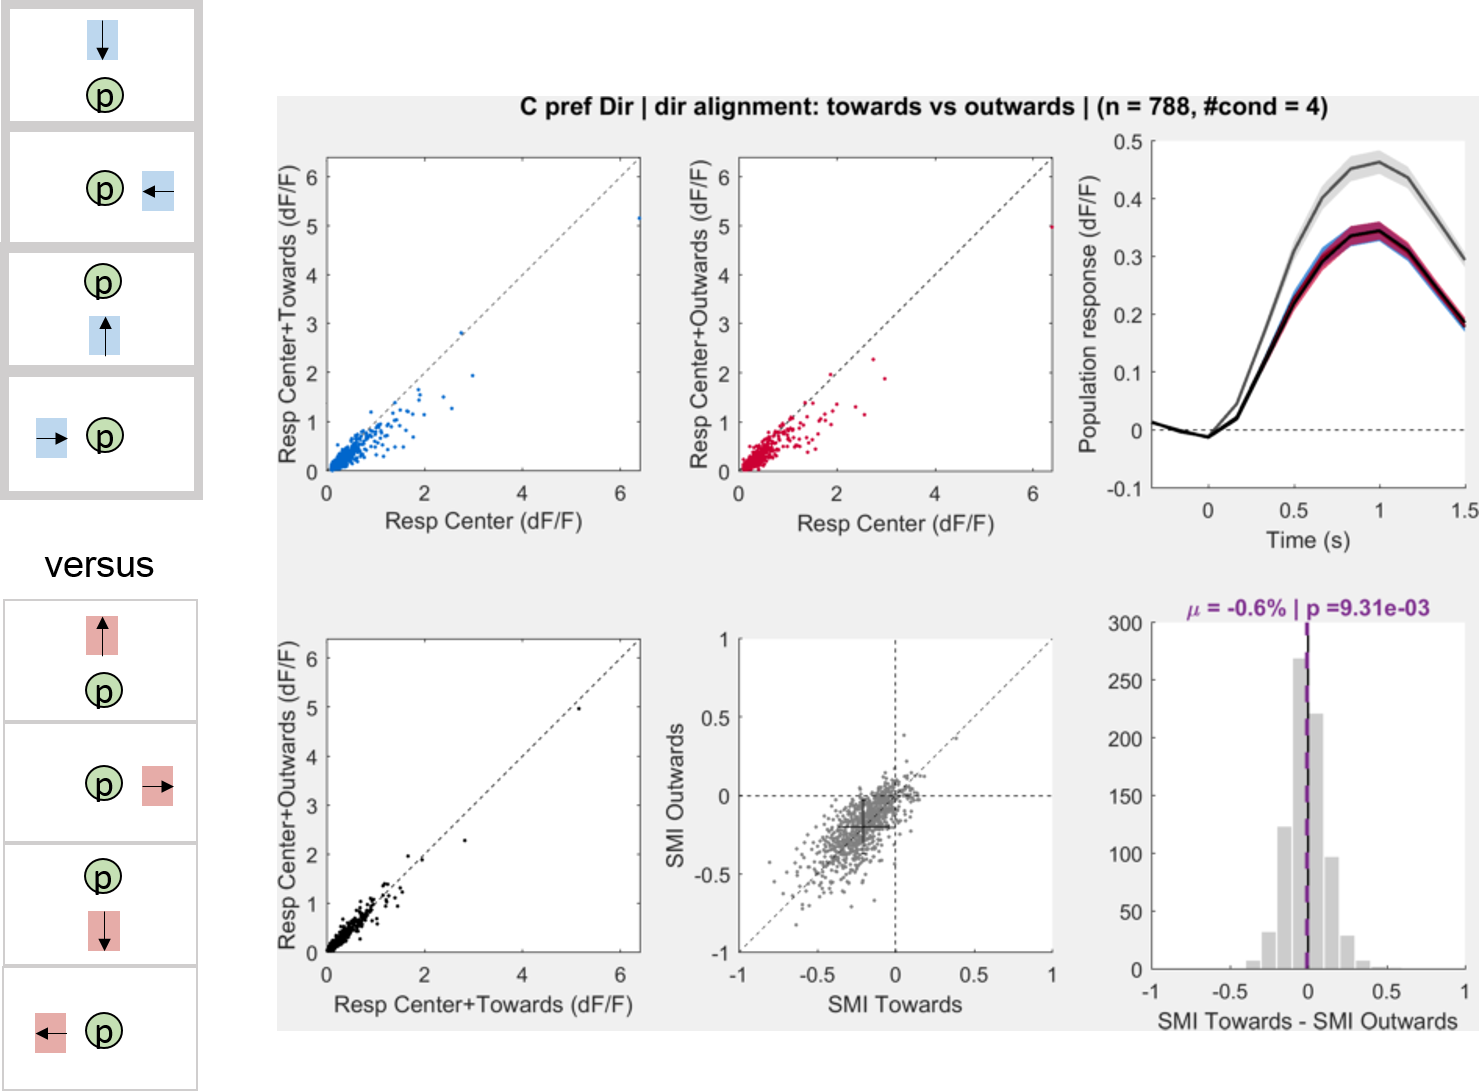 p
p
p
p
versus
p
p
p
p
C pref Dir | dir alignment: towards vs outwards | (n = 788, #cond = 4)
Resp Center+Towards (dF/F)
6
5
4
3
2
1
0
0 2 4 6
Resp Center (dF/F)
Resp Center+Outwards (dF/F)
6
5
4
3
2
1
0
0 2 4 6
Resp Center (dF/F)
Population response (dF/F)
0.5
0.4
0.3
0.2
0.1
0
-0.1
0 0.5 1 1.5
Time (s)
Resp Center+Outwards (dF/F)
6
5
4
3
2
1
0
0 2 4 6
Resp Center+Towards (dF/F)
SMI Outwards
1
0.5
0
-0.5
-1
-1 -0.5 0 0.5 1
SMI Towards
μ = -0.6% | p =9.31e-03
300
250
200
150
100
50
0
-1 -0.5 0 0.5 1
SMI Towards - SMI Outwards